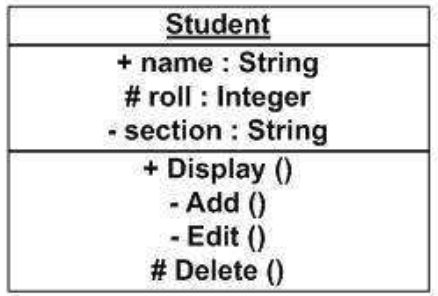 Student
+ name : String
# roll : Integer
- section : String
+ Display ()
- Add ()
- Edit ()
# Delete ()